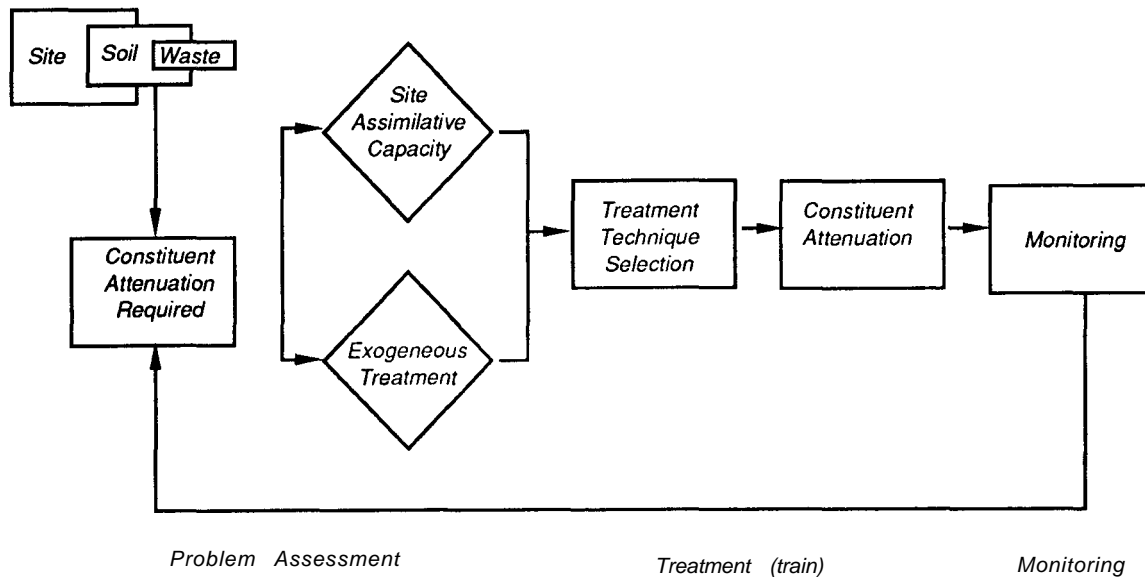 Site
Soil
Waste
Site
Assimilative
Capacity
Constituent
Attenuation
Required
Exogeneous
Treatment
Treatment
Technique
Selection
Constituent
Attenuation
Monitoring
Problem Assessment
Treatment (train)
Monitoring